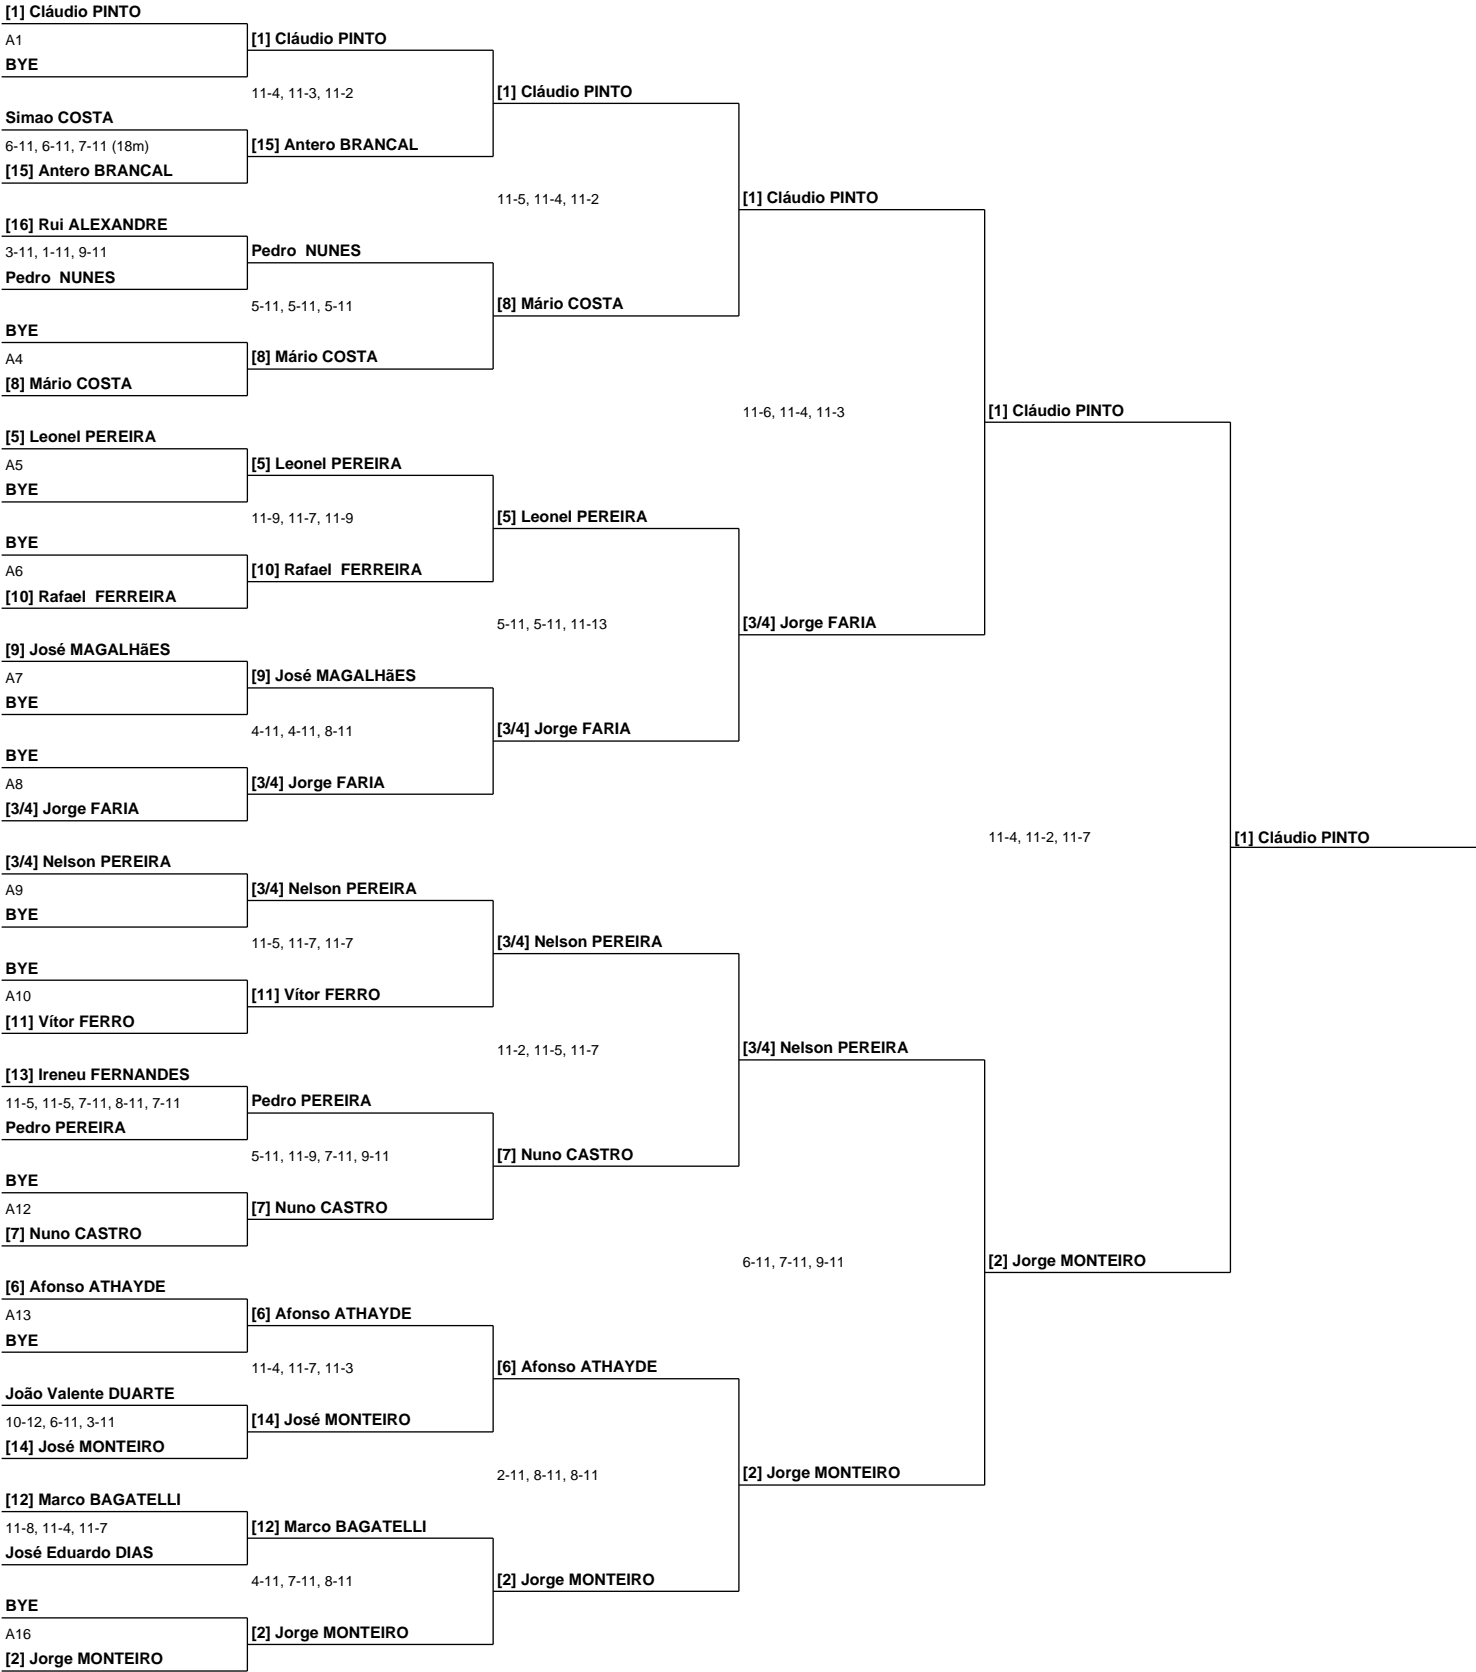 [1] Cláudio PINTO
A1
BYE
Simao COSTA
6-11, 6-11, 7-11 (18m)
[15] Antero BRANCAL
[16] Rui ALEXANDRE
3-11, 1-11, 9-11
Pedro  NUNES
BYE
A4
[8] Mário COSTA
[5] Leonel PEREIRA
A5
BYE
BYE
A6
[10] Rafael  FERREIRA
[9] José MAGALHãES
A7
BYE
BYE
A8
[3/4] Jorge FARIA
[3/4] Nelson PEREIRA
A9
BYE
BYE
A10
[11] Vítor FERRO
[13] Ireneu FERNANDES
11-5, 11-5, 7-11, 8-11, 7-11
Pedro PEREIRA
BYE
A12
[7] Nuno CASTRO
[6] Afonso ATHAYDE
A13
BYE
João Valente DUARTE
10-12, 6-11, 3-11
[14] José MONTEIRO
[12] Marco BAGATELLI
11-8, 11-4, 11-7
José Eduardo DIAS
BYE
A16
[2] Jorge MONTEIRO
[1] Cláudio PINTO
11-4, 11-3, 11-2
[15] Antero BRANCAL
Pedro  NUNES
5-11, 5-11, 5-11
[8] Mário COSTA
[5] Leonel PEREIRA
11-9, 11-7, 11-9
[10] Rafael  FERREIRA
[9] José MAGALHãES
4-11, 4-11, 8-11
[3/4] Jorge FARIA
[3/4] Nelson PEREIRA
11-5, 11-7, 11-7
[11] Vítor FERRO
Pedro PEREIRA
5-11, 11-9, 7-11, 9-11
[7] Nuno CASTRO
[6] Afonso ATHAYDE
11-4, 11-7, 11-3
[14] José MONTEIRO
[12] Marco BAGATELLI
4-11, 7-11, 8-11
[2] Jorge MONTEIRO
[1] Cláudio PINTO
11-5, 11-4, 11-2
[8] Mário COSTA
[5] Leonel PEREIRA
5-11, 5-11, 11-13
[3/4] Jorge FARIA
[3/4] Nelson PEREIRA
11-2, 11-5, 11-7
[7] Nuno CASTRO
[6] Afonso ATHAYDE
2-11, 8-11, 8-11
[2] Jorge MONTEIRO
[1] Cláudio PINTO
11-6, 11-4, 11-3
[3/4] Jorge FARIA
[3/4] Nelson PEREIRA
6-11, 7-11, 9-11
[2] Jorge MONTEIRO
[1] Cláudio PINTO
11-4, 11-2, 11-7
[2] Jorge MONTEIRO
[1] Cláudio PINTO